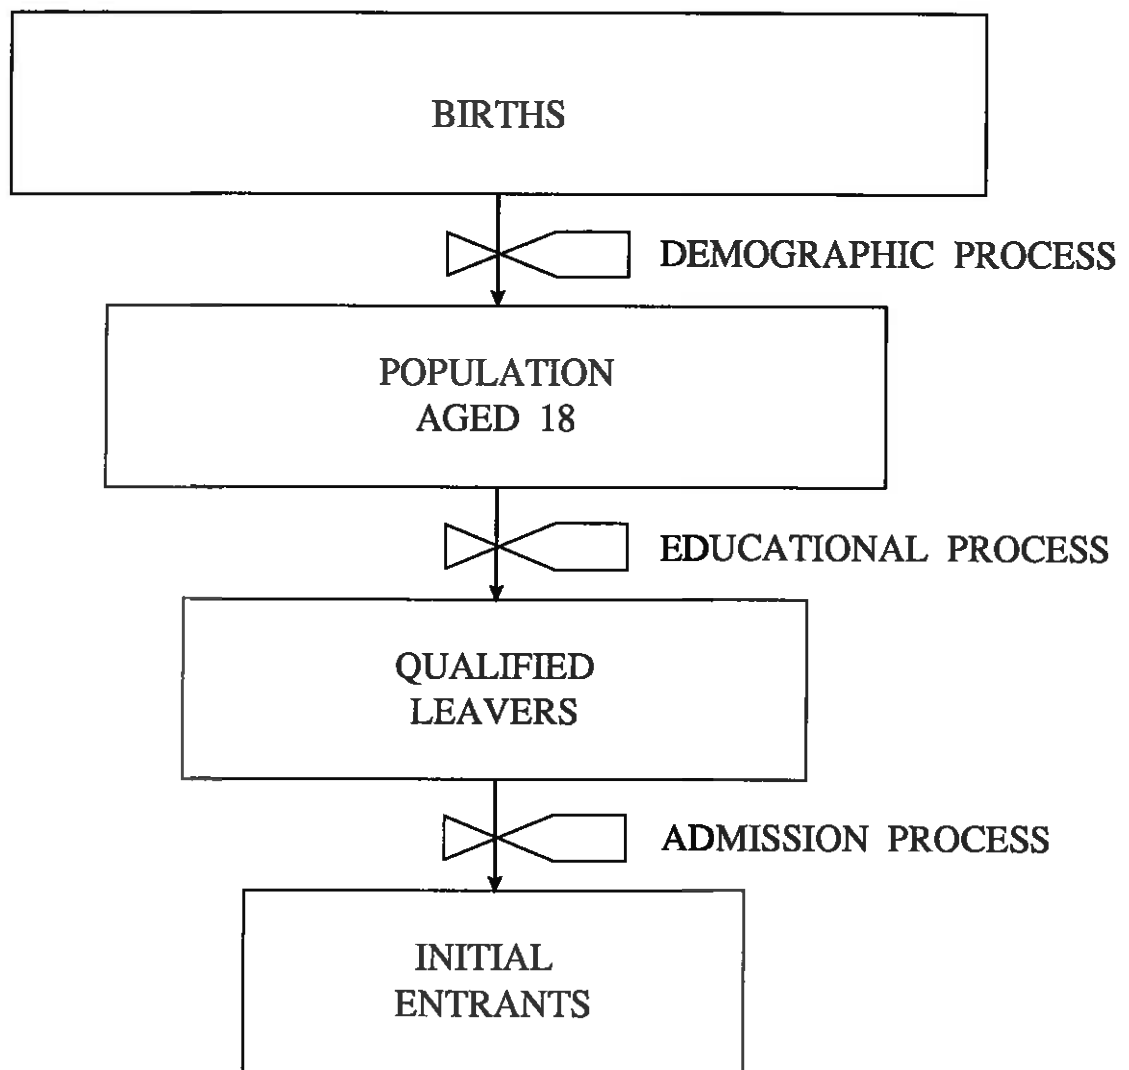 BIRTHS
DEMOGRAPHIC PROCESS
POPULATION
AGED 18
EDUCATIONAL PROCESS
QUALIFIED
LEAVERS
ADMISSION PROCESS
INITIAL
ENTRANTS